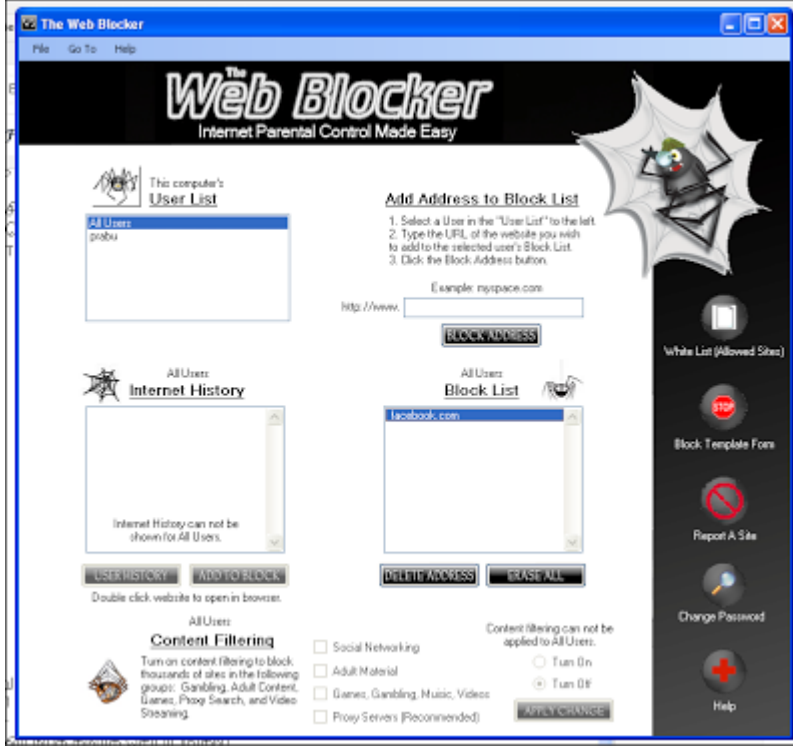 The Web Blocker
File Go To Help
The
Web Blocker
Internet Parental Control Made Easy
This computer's
User List
All Users
prabu
Add Address to Block List
1. Select a User in the "User List" to the left.
2. Type the URL of the website you wish
to add to the selected user's Block List.
3. Click the Block Address button.
Example: myspace.com
http://www.
BLOCK ADDRESS
All Users
Internet History
Internet History can not be
shown for All Users.
USER HISTORY ADD TO BLOCK
Double click website to open in browser.
All Users
Block List
facebook.com
DELETE ADDRESS ERASE ALL
All Users
Content Filtering
Turn on content filtering to block
thousands of sites in the following
groups: Gambling, Adult Content,
Games, Proxy Search, and Video
Streaming.
Social Networking
Adult Material
Games, Gambling, Music, Videos
Proxy Servers (Recommended)
Content filtering can not be
applied to All Users.
Turn On
Turn Off
APPLY CHANGE
White List (Allowed Sites)
STOP
Block Template Form
Report A Site
Change Password
Help